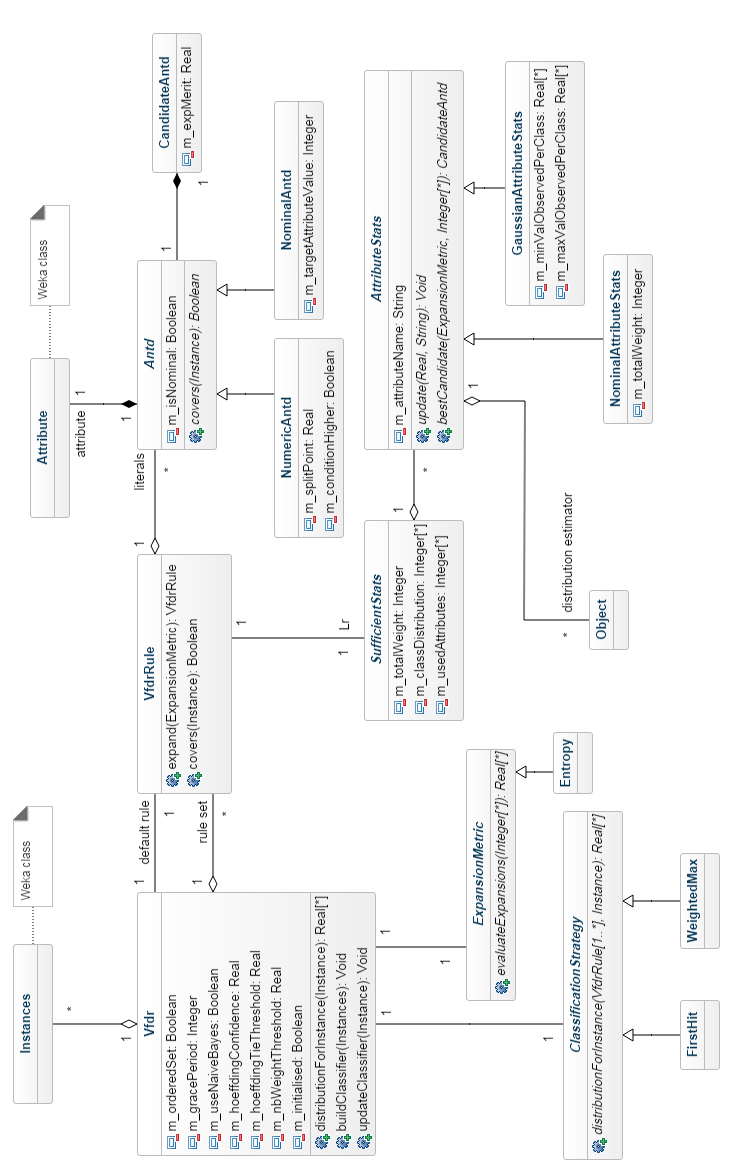 Instances
Weka class
1
*
Vfdr
m_orderedSet: Boolean
m_gracePeriod: Integer
m_useNaiveBayes: Boolean
m_hoeffdingConfidence: Real
m_hoeffdingTieThreshold: Real
m_nbWeightThreshold: Real
m_initialised: Boolean
distributionForInstance(Instance): Real[*]
buildClassifier(Instances): Void
updateClassifier(Instance): Void
1
default rule
1
1
rule set
*
VfdrRule
expand(ExpansionMetric): VfdrRule
covers(Instance): Boolean
1
literals
*
Attribute
Weka class
1
attribute
1
Antd
m_isNominal: Boolean
covers(Instance): Boolean
1
1
CandidateAntd
m_expMerit: Real
NumericAntd
m_splitPoint: Real
m_conditionHigher: Boolean
NominalAntd
m_targetAttributeValue: Integer
1
1
Lr
SufficientStats
m_totalWeight: Integer
m_classDistribution: Integer[*]
m_usedAttributes: Integer[*]
1
*
AttributeStats
m_attributeName: String
update(Real, String): Void
bestCandidate(ExpansionMetric, Integer[*]): CandidateAntd
1
*
distribution estimator
Object
NominalAttributeStats
m_totalWeight: Integer
GaussianAttributeStats
m_minValObservedPerClass: Real[*]
m_maxValObservedPerClass: Real[*]
1
1
ExpansionMetric
evaluateExpansions(Integer[*]): Real[*]
Entropy
1
1
ClassificationStrategy
distributionForInstance(VfdrRule[1..*], Instance): Real[*]
FirstHit
WeightedMax